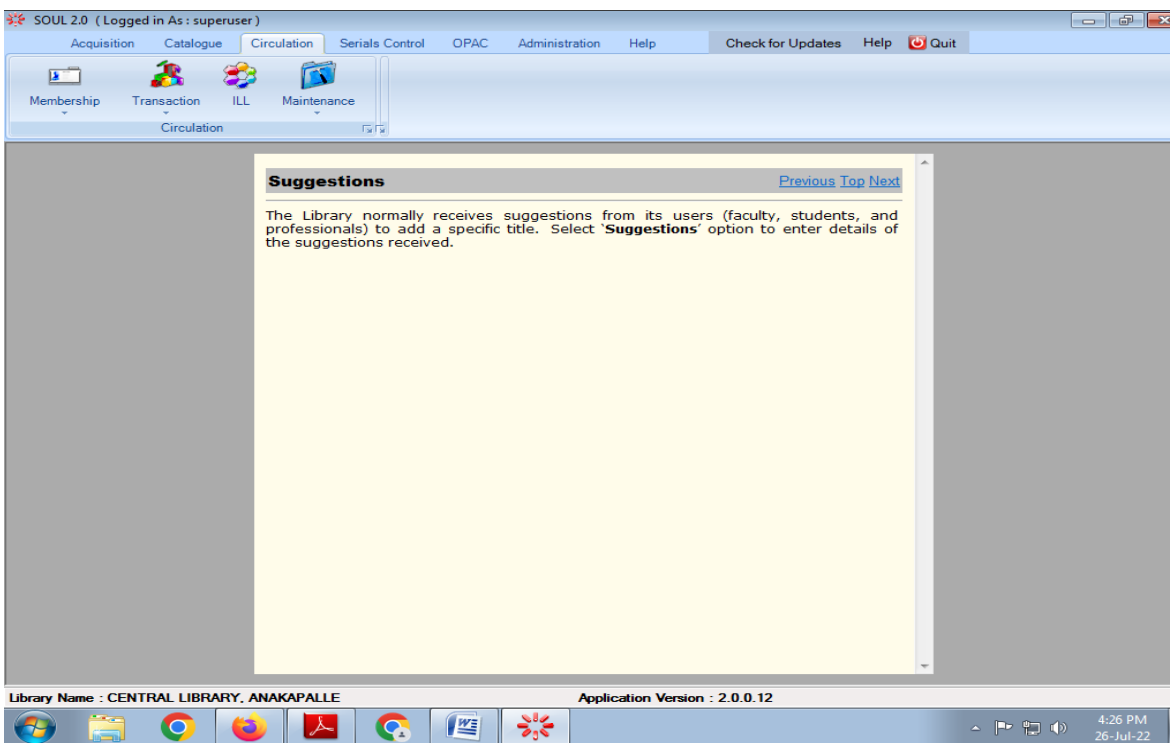 SOUL 2.0 ( Logged in As : superuser )
Acquisition Catalogue Circulation Serials Control OPAC Administration Help Check for Updates Help Quit
Membership Transaction ILL Maintenance
Circulation
Suggestions Previous Top Next
The Library normally receives suggestions from its users (faculty, students, and
professionals) to add a specific title. Select `Suggestions´ option to enter details of
the suggestions received.
Library Name : CENTRAL LIBRARY, ANAKAPALLE Application Version : 2.0.0.12
4:26 PM
26-Jul-22